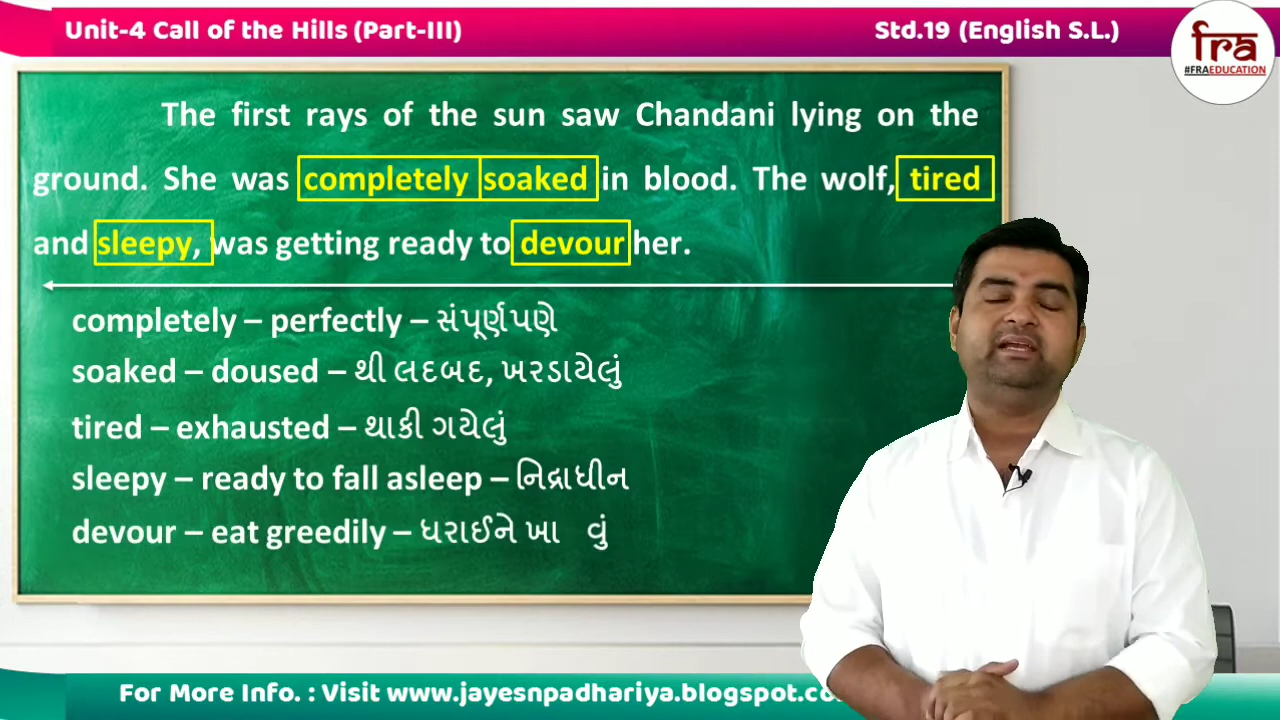 Unit-4 Call of the Hills (Part-III)
Std.19 (English S.L.)
fra
#FRAEDUCATION
The first rays of the sun saw Chandani lying on the
ground. She was completely soaked in blood. The wolf, tired
and sleepy, was getting ready to devour her.
completely – perfectly – સંપૂર્ણપણે
soaked – doused – થી લદબદ, ખરડાયેલું
tired – exhausted – થાકી ગયેલું
sleepy – ready to fall asleep – નિદ્રાધીન
devour – eat greedily – ધરાઈને ખા વું
For More Info. : Visit www.jayesnpadhariya.blogspot.co